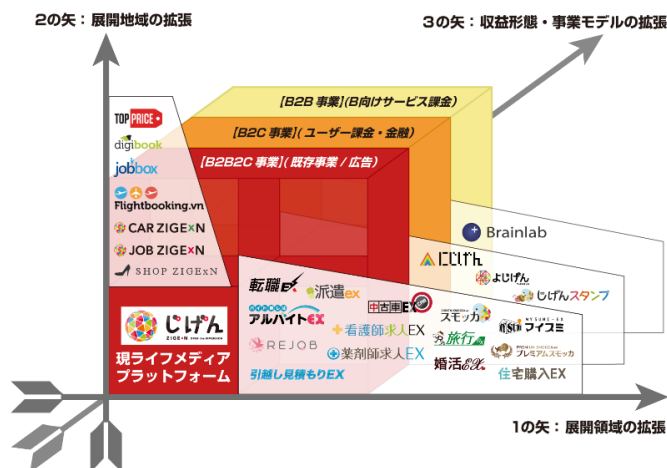 2の矢：展開地域の拡張
3の矢：収益形態・事業モデルの拡張
[B2B 事業](B向けサービス課金)
[B2C 事業](ユーザー課金・金融)
[B2B2C 事業](既存事業 / 広告)
TOP PRICE
digibook
jobbox
Flightbooking.vn
CAR ZIGExN
JOB ZIGExN
SHOP ZIGExN
じげん
ZIGE×N
現ライフメディア
プラットフォーム
転職EX
派遣ex
アルバイトEX
看護師求人EX
REJOB
薬剤師求人EX
引越し見積もりEX
中古車EX
スモッカ
旅行
婚活EX
プレミアムスモッカ
住宅購入EX
にじげん
よじげん
じげんスタンプ
Brainlab
1の矢：展開領域の拡張